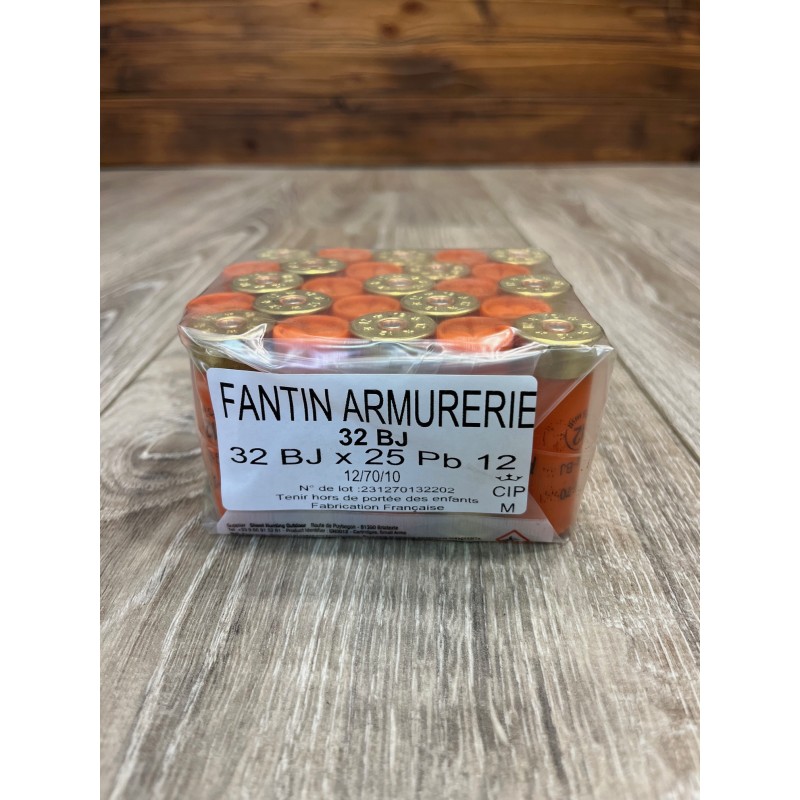 FANTIN ARMURERIE
32 BJ
32 BJ x 25 Pb 12
12/70/10
N° de lot :231270132202
Tenir hors de portée des enfants
Fabrication Française
CIP
M
12